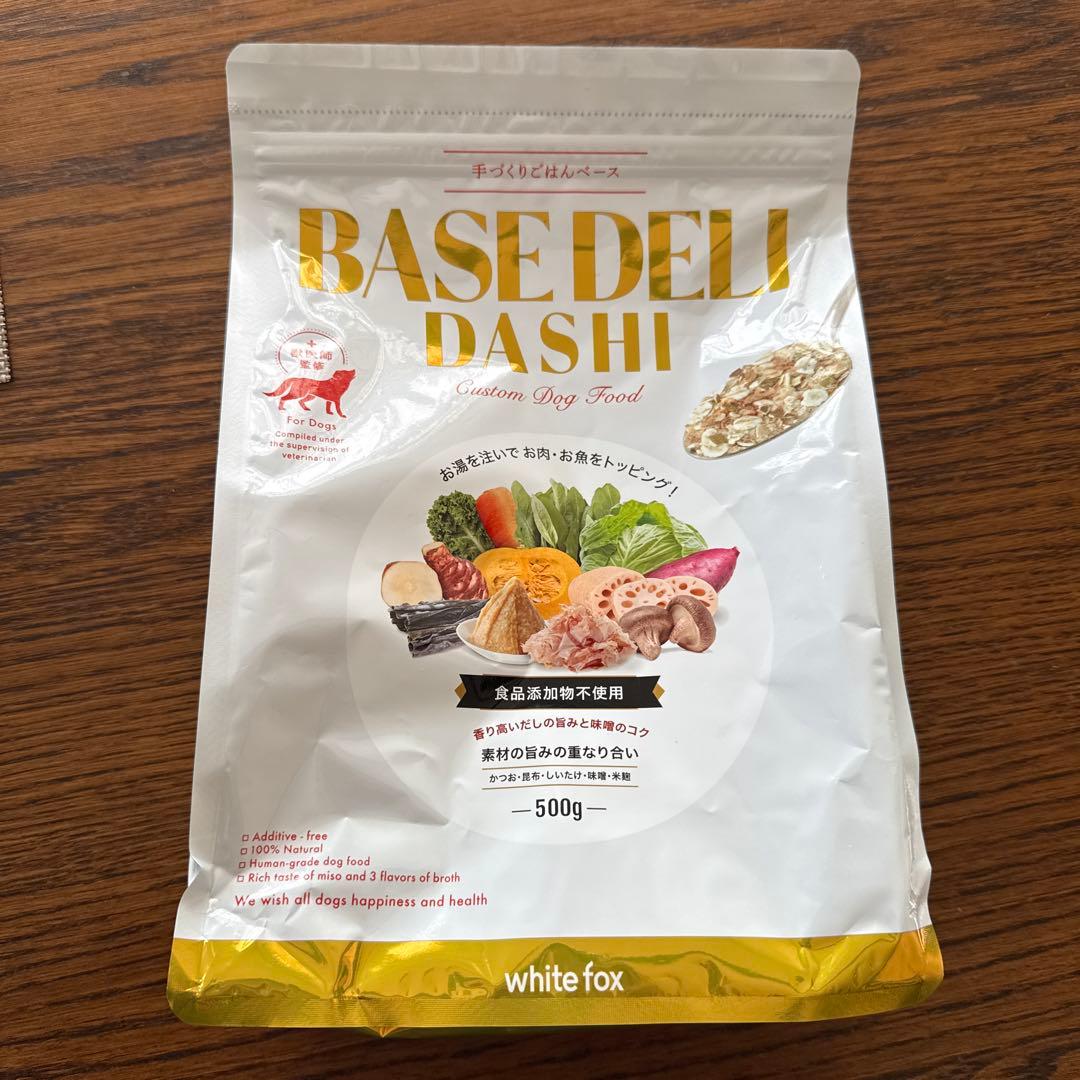 手づくりごはんベース
BASE DELI
DASHI
Custom Dog Food
獣医師
監修
For Dogs
Compiled under
the supervision of
veterinarian
お湯を注いで お肉・お魚をトッピング！
食品添加物不使用
香り高いだしの旨みと味噌のコク
素材の旨みの重なり合い
かつお・昆布・しいたけ・味噌・米麹
—500g—
Additive - free
100% Natural
Human-grade dog food
Rich taste of miso and 3 flavors of broth
We wish all dogs happiness and health
white fox